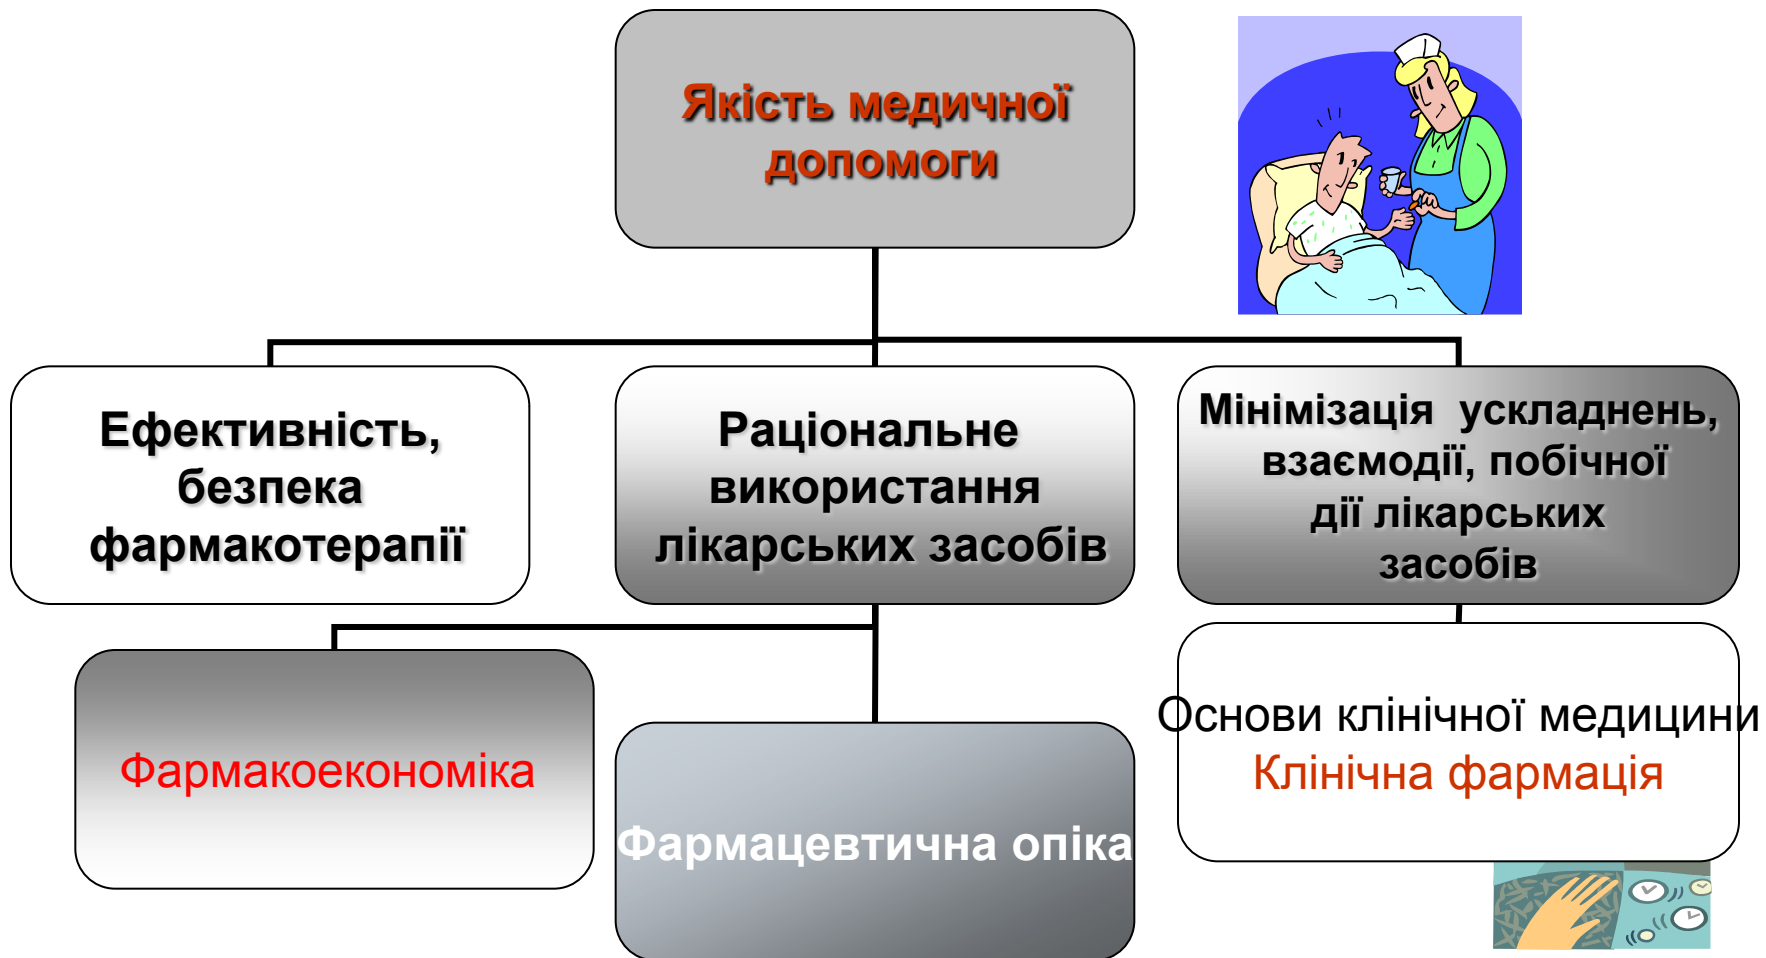 Якість медичної
допомоги
Ефективність,
безпека
фармакотерапії
Раціональне
використання
лікарських засобів
Мінімізація ускладнень,
взаємодії, побічної
дії лікарських
засобів
Фармакоекономіка
Фармацевтична опіка
Основи клінічної медицини
Клінічна фармація